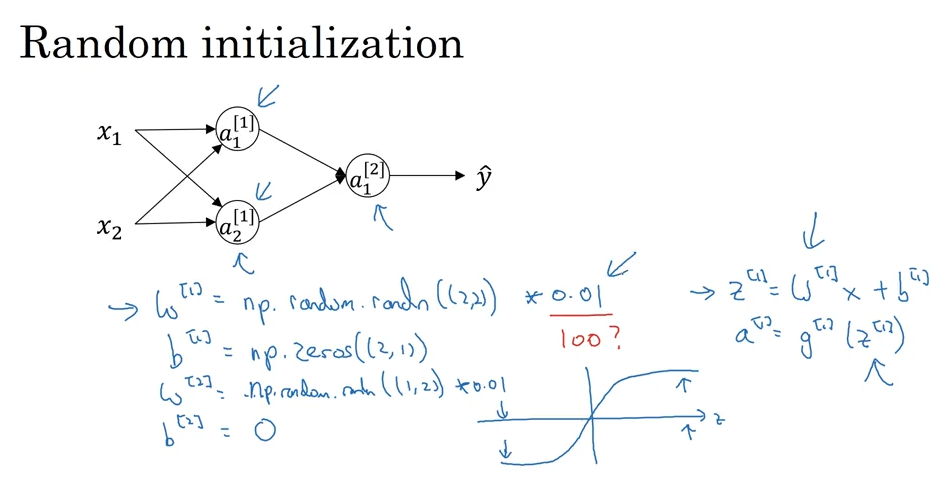 Random initialization
x₁
a₁^[1]
a₁^[2]
ŷ
x₂
a₂^[1]
→ W^[1] = np.random.randn((2,2)) * 0.01
100?
b^[1] = np.zeros((2,1))
W^[2] = np.random.randn((1,2)) * 0.01
b^[2] = 0
z
→ z^[1] = W^[1] x + b^[1]
a^[1] = g^[1](z^[1])